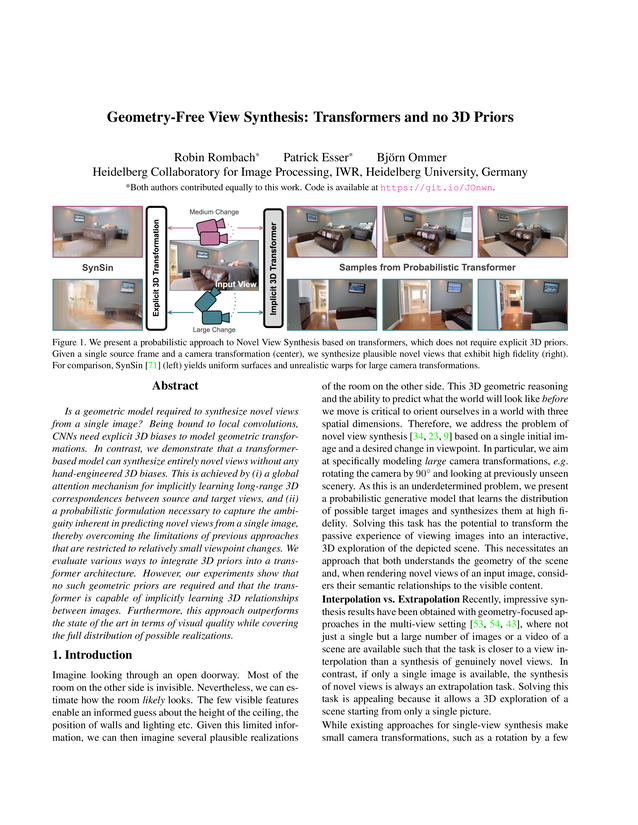 Geometry-Free View Synthesis: Transformers and no 3D Priors
Robin Rombach* Patrick Esser* Björn Ommer
Heidelberg Collaboratory for Image Processing, IWR, Heidelberg University, Germany
*Both authors contributed equally to this work. Code is available at https://git.io/JOnwn.
Medium Change
SynSin
Explicit 3D Transformation
Input View
Implicit 3D Transformer
Samples from Probabilistic Transformer
Large Change
Figure 1. We present a probabilistic approach to Novel View Synthesis based on transformers, which does not require explicit 3D priors.
Given a single source frame and a camera transformation (center), we synthesize plausible novel views that exhibit high fidelity (right).
For comparison, SynSin [71] (left) yields uniform surfaces and unrealistic warps for large camera transformations.
Abstract
Is a geometric model required to synthesize novel views
from a single image? Being bound to local convolutions,
CNNs need explicit 3D biases to model geometric transfor-
mations. In contrast, we demonstrate that a transformer-
based model can synthesize entirely novel views without any
hand-engineered 3D biases. This is achieved by (i) a global
attention mechanism for implicitly learning long-range 3D
correspondences between source and target views, and (ii)
a probabilistic formulation necessary to capture the ambi-
guity inherent in predicting novel views from a single image,
thereby overcoming the limitations of previous approaches
that are restricted to relatively small viewpoint changes. We
evaluate various ways to integrate 3D priors into a trans-
former architecture. However, our experiments show that
no such geometric priors are required and that the trans-
former is capable of implicitly learning 3D relationships
between images. Furthermore, this approach outperforms
the state of the art in terms of visual quality while covering
the full distribution of possible realizations.
1. Introduction
Imagine looking through an open doorway. Most of the
room on the other side is invisible. Nevertheless, we can es-
timate how the room likely looks. The few visible features
enable an informed guess about the height of the ceiling, the
position of walls and lighting etc. Given this limited infor-
mation, we can then imagine several plausible realizations
of the room on the other side. This 3D geometric reasoning
and the ability to predict what the world will look like before
we move is critical to orient ourselves in a world with three
spatial dimensions. Therefore, we address the problem of
novel view synthesis [34, 23, 9] based on a single initial im-
age and a desired change in viewpoint. In particular, we aim
at specifically modeling large camera transformations, e.g.
rotating the camera by 90° and looking at previously unseen
scenery. As this is an underdetermined problem, we present
a probabilistic generative model that learns the distribution
of possible target images and synthesizes them at high fi-
delity. Solving this task has the potential to transform the
passive experience of viewing images into an interactive,
3D exploration of the depicted scene. This necessitates an
approach that both understands the geometry of the scene
and, when rendering novel views of an input image, consid-
ers their semantic relationships to the visible content.
Interpolation vs. Extrapolation Recently, impressive syn-
thesis results have been obtained with geometry-focused ap-
proaches in the multi-view setting [53, 54, 43], where not
just a single but a large number of images or a video of a
scene are available such that the task is closer to a view in-
terpolation than a synthesis of genuinely novel views. In
contrast, if only a single image is available, the synthesis
of novel views is always an extrapolation task. Solving this
task is appealing because it allows a 3D exploration of a
scene starting from only a single picture.
While existing approaches for single-view synthesis make
small camera transformations, such as a rotation by a few